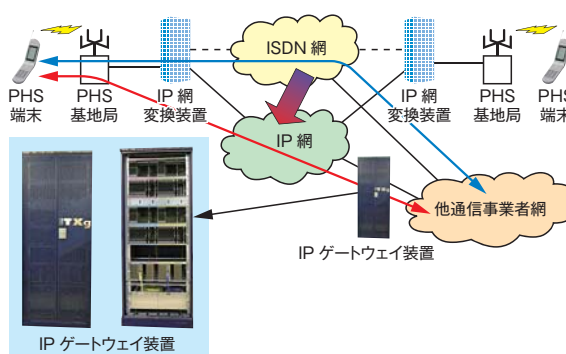 ISDN 網
PHS
端末
PHS
基地局
IP 網
変換装置
IP 網
変換装置
PHS
基地局
PHS
端末
IP 網
他通信事業者網
IP ゲートウェイ装置
TXg
IP ゲートウェイ装置